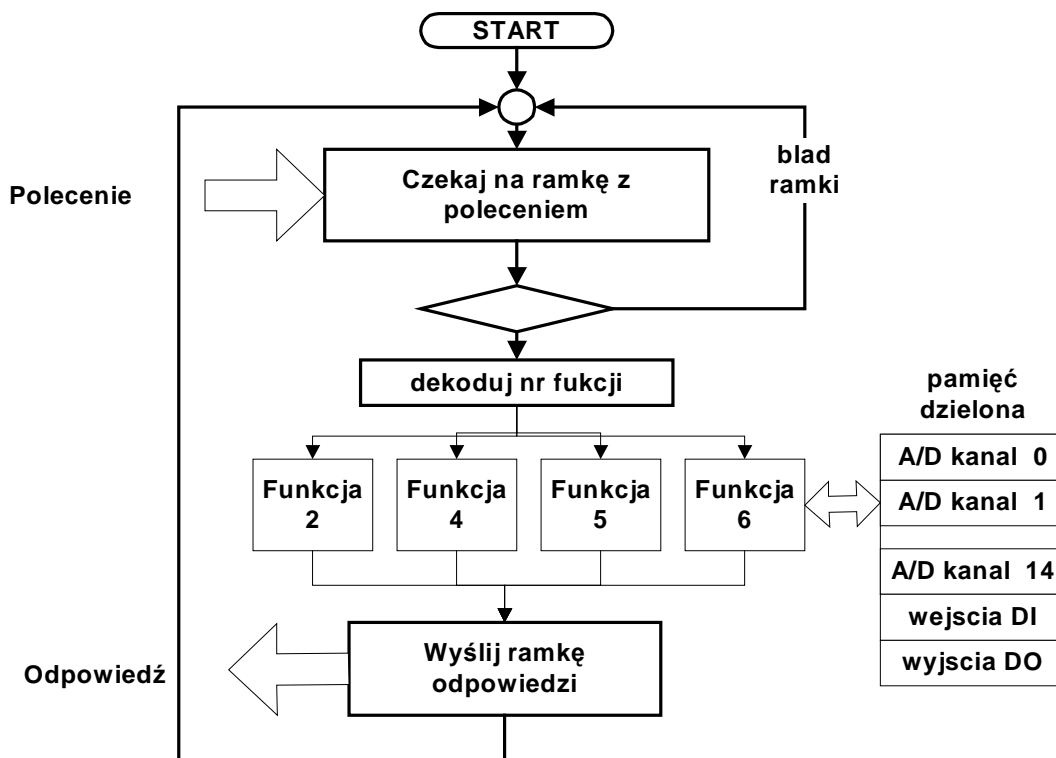 START
Polecenie
Czekaj na ramkę z
poleceniem
blad
ramki
dekoduj nr fukcji
Funkcja
2
Funkcja
4
Funkcja
5
Funkcja
6
pamięć
dzielona
A/D kanal 0
A/D kanal 1
A/D kanal 14
wejscia DI
wyjscia DO
Odpowiedź
Wyślij ramkę
odpowiedzi